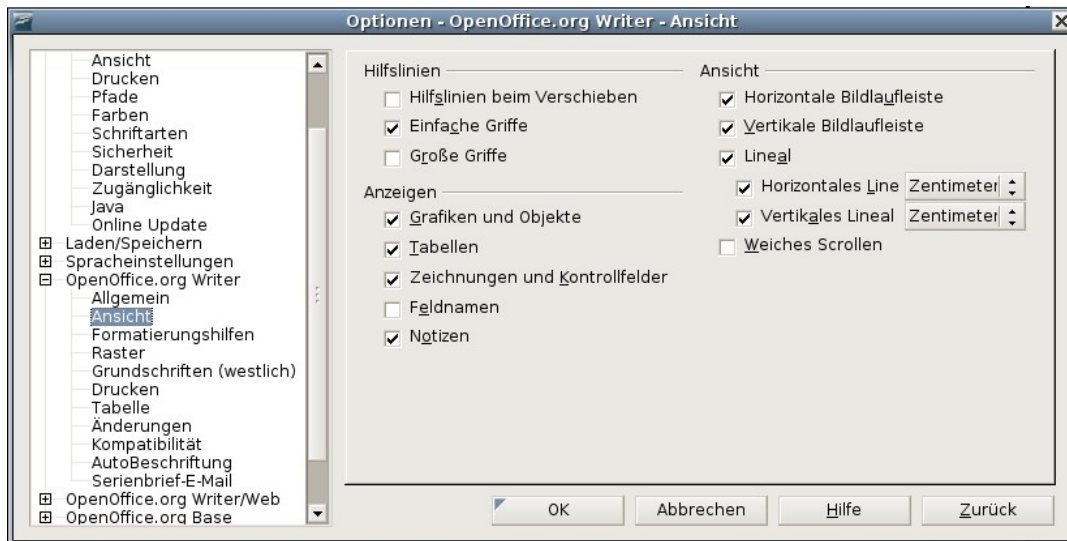 Optionen - OpenOffice.org Writer - Ansicht
Ansicht
Drucken
Pfade
Farben
Schriftarten
Sicherheit
Darstellung
Zugänglichkeit
Java
Online Update
Laden/Speichern
Spracheinstellungen
OpenOffice.org Writer
Allgemein
Ansicht
Formatierungshilfen
Raster
Grundschriften (westlich)
Drucken
Tabelle
Änderungen
Kompatibilität
AutoBeschriftung
Serienbrief-E-Mail
OpenOffice.org Writer/Web
OpenOffice.org Base
Hilfslinien
Hilfslinien beim Verschieben
Einfache Griffe
Große Griffe
Anzeigen
Grafiken und Objekte
Tabellen
Zeichnungen und Kontrollfelder
Feldnamen
Notizen
Ansicht
Horizontale Bildlaufleiste
Vertikale Bildlaufleiste
Lineal
Horizontales Line Zentimeter
Vertikales Lineal Zentimeter
Weiches Scrollen
OK Abbrechen Hilfe Zurück